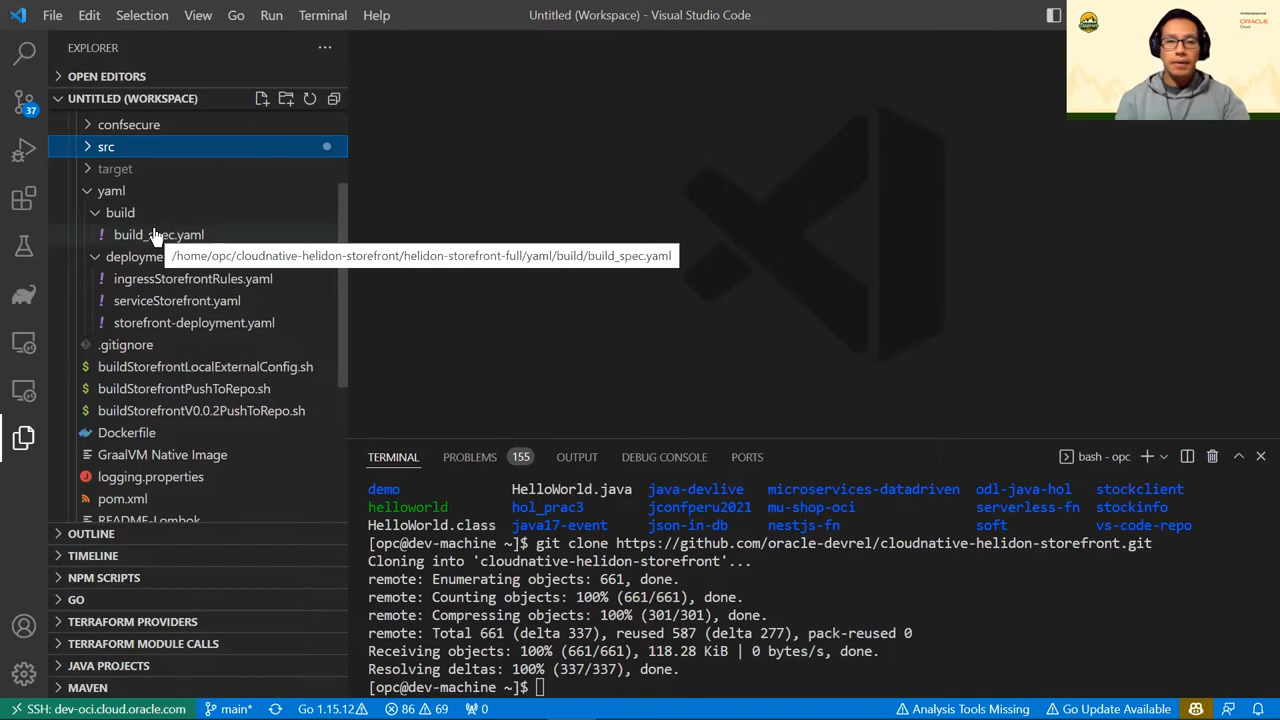 File Edit Selection View Go Run Terminal Help
Untitled (Workspace) - Visual Studio Code
ORACLE
Cloud
EXPLORER
OPEN EDITORS
UNTITLED (WORKSPACE)
confsecure
src
target
yaml
build
build_spec.yaml
/home/opc/cloudnative-helidon-storefront/helidon-storefront-full/yaml/build/build_spec.yaml
deployme
ingressStorefrontRules.yaml
serviceStorefront.yaml
storefront-deployment.yaml
.gitignore
buildStorefrontLocalExternalConfig.sh
buildStorefrontPushToRepo.sh
buildStorefrontV0.0.2PushToRepo.sh
Dockerfile
GraalVM Native Image
logging.properties
pom.xml
README-Lombok
OUTLINE
TIMELINE
NPM SCRIPTS
GO
TERRAFORM PROVIDERS
TERRAFORM MODULE CALLS
JAVA PROJECTS
MAVEN
37
TERMINAL PROBLEMS 155 OUTPUT DEBUG CONSOLE PORTS
bash - opc
demo HelloWorld.java java-devlive microservices-datadriven odl-java-hol stockclient
helloworld hol_prac3 jconfperu2021 mu-shop-oci serverless-fn stockinfo
HelloWorld.class java17-event json-in-db nestjs-fn soft vs-code-repo
[opc@dev-machine ~]$ git clone https://github.com/oracle-devrel/cloudnative-helidon-storefront.git
Cloning into 'cloudnative-helidon-storefront'...
remote: Enumerating objects: 661, done.
remote: Counting objects: 100% (661/661), done.
remote: Compressing objects: 100% (301/301), done.
remote: Total 661 (delta 337), reused 587 (delta 277), pack-reused 0
Receiving objects: 100% (661/661), 118.28 KiB | 0 bytes/s, done.
Resolving deltas: 100% (337/337), done.
[opc@dev-machine ~]$
SSH: dev-oci.cloud.oracle.com main* Go 1.15.12 86 69 0 Analysis Tools Missing Go Update Available